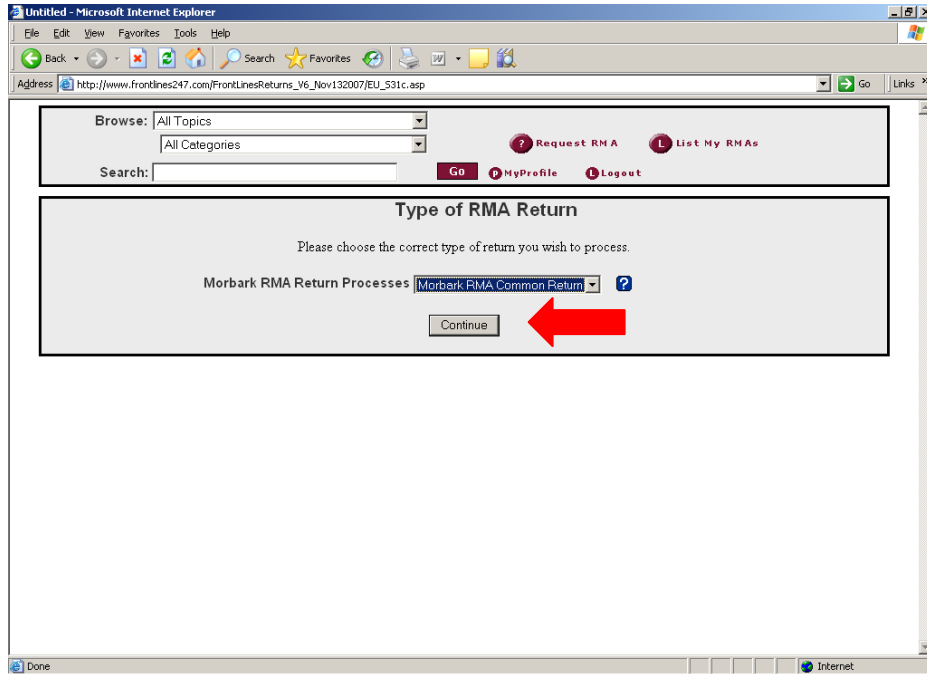 Untitled - Microsoft Internet Explorer
File Edit View Favorites Tools Help
Back Search Favorites
Address http://www.frontlines247.com/FrontLinesReturns_V6_Nov132007/EU_S31c.asp Go Links »
Browse: All Topics
All Categories ? Request RMA L List My RMAs
Search: Go P MyProfile L Logout
Type of RMA Return
Please choose the correct type of return you wish to process.
Morbark RMA Return Processes Morbark RMA Common Return ?
Continue
Done Internet